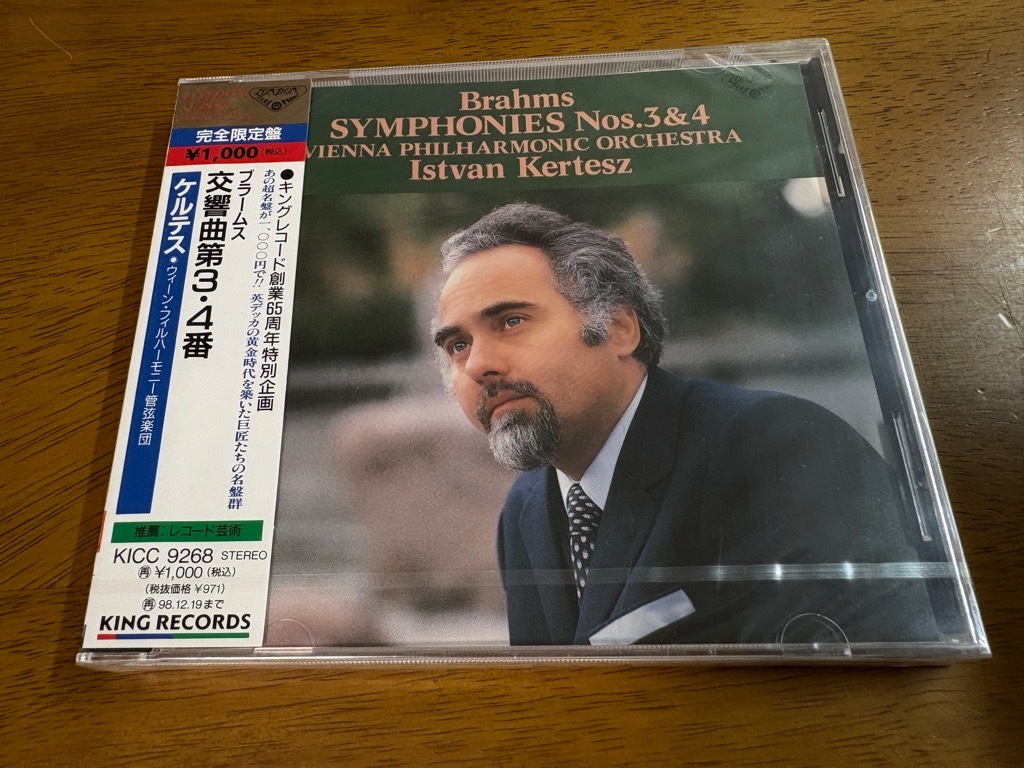 Brahms
SYMPHONIES Nos.3&4
VIENNA PHILHARMONIC ORCHESTRA
Istvan Kertesz
完全限定盤
¥1,000(税込)
●キングレコード創業65周年特別企画
あの超名盤が一、〇〇〇円で!! 英デッカの黄金時代を築いた巨匠たちの名盤群
ブラームス
交響曲第3・4番
ケルテス●ウィーン・フィルハーモニー管弦楽団
推薦:レコード芸術
KICC 9268 STEREO
再¥1,000(税込)
(税抜価格 ¥971)
再98.12.19まで
KING RECORDS